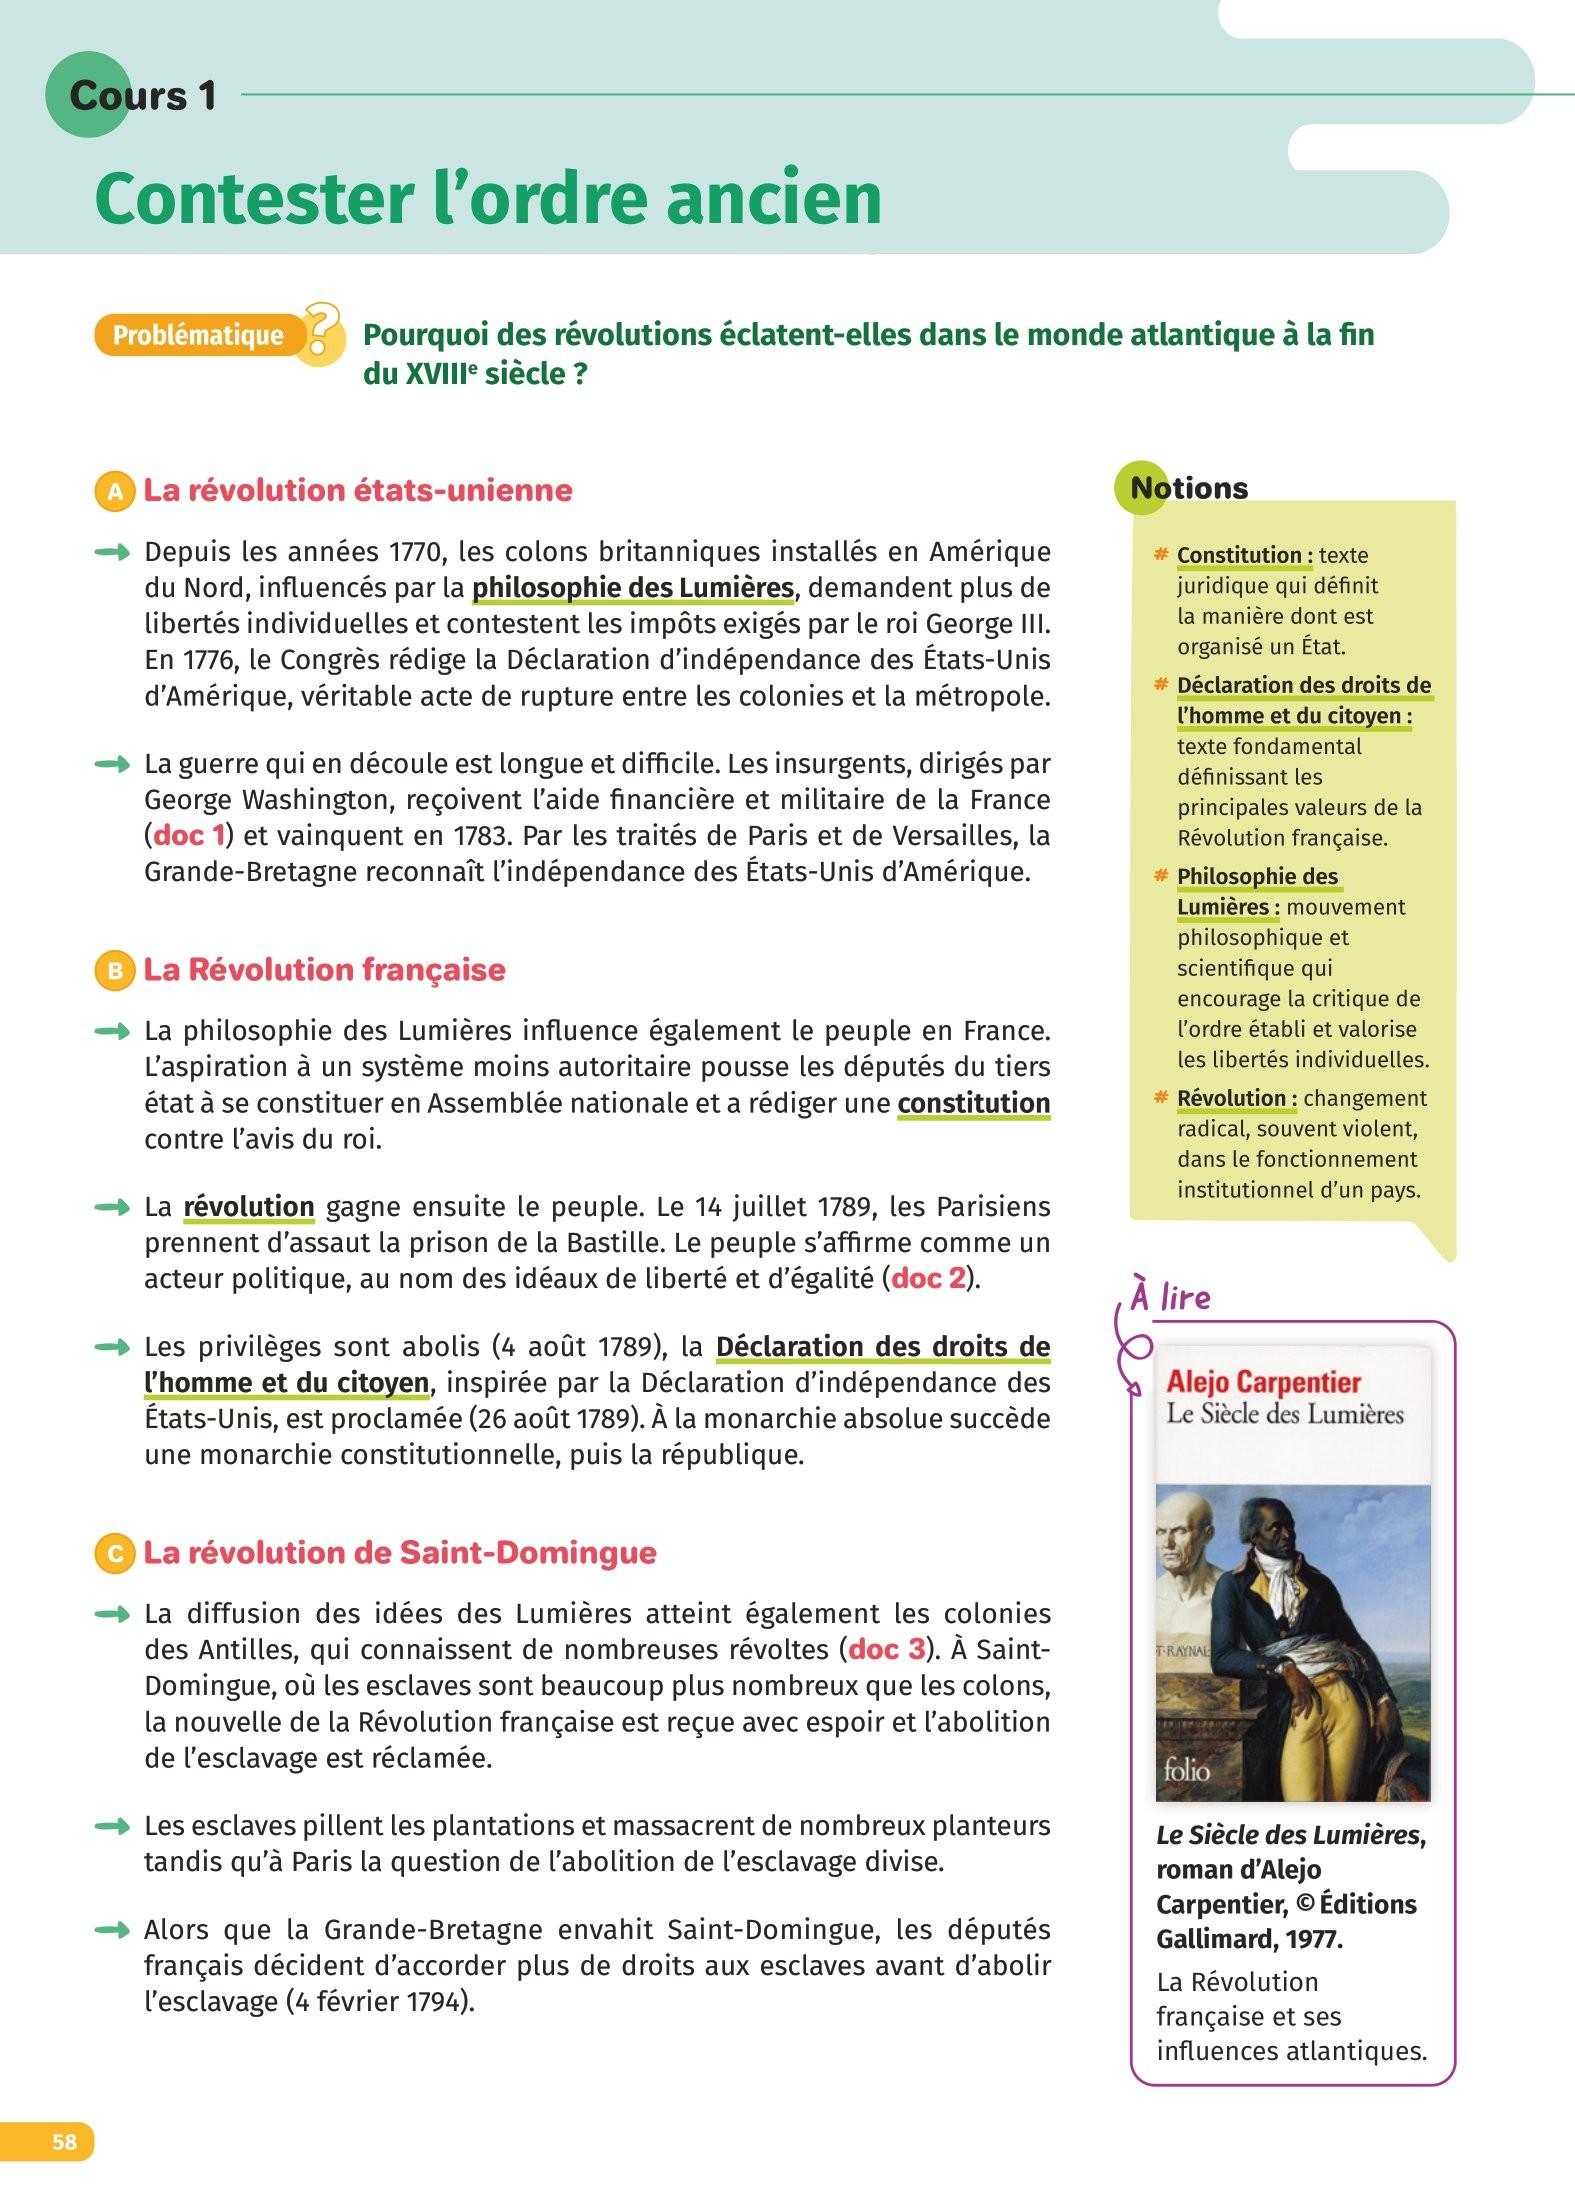 Cours 1
Contester l'ordre ancien
Problématique ?
Pourquoi des révolutions éclatent-elles dans le monde atlantique à la fin
du XVIIIe siècle ?
A La révolution états-unienne
Depuis les années 1770, les colons britanniques installés en Amérique
du Nord, influencés par la philosophie des Lumières, demandent plus de
libertés individuelles et contestent les impôts exigés par le roi George III.
En 1776, le Congrès rédige la Déclaration d'indépendance des États-Unis
d'Amérique, véritable acte de rupture entre les colonies et la métropole.
La guerre qui en découle est longue et difficile. Les insurgents, dirigés par
George Washington, reçoivent l'aide financière et militaire de la France
(doc 1) et vainquent en 1783. Par les traités de Paris et de Versailles, la
Grande-Bretagne reconnaît l'indépendance des États-Unis d'Amérique.
B La Révolution française
La philosophie des Lumières influence également le peuple en France.
L'aspiration à un système moins autoritaire pousse les députés du tiers
état à se constituer en Assemblée nationale et a rédiger une constitution
contre l'avis du roi.
La révolution gagne ensuite le peuple. Le 14 juillet 1789, les Parisiens
prennent d'assaut la prison de la Bastille. Le peuple s'affirme comme un
acteur politique, au nom des idéaux de liberté et d'égalité (doc 2).
Les privilèges sont abolis (4 août 1789), la Déclaration des droits de
l'homme et du citoyen, inspirée par la Déclaration d'indépendance des
États-Unis, est proclamée (26 août 1789). À la monarchie absolue succède
une monarchie constitutionnelle, puis la république.
C La révolution de Saint-Domingue
La diffusion des idées des Lumières atteint également les colonies
des Antilles, qui connaissent de nombreuses révoltes (doc 3). À Saint-
Domingue, où les esclaves sont beaucoup plus nombreux que les colons,
la nouvelle de la Révolution française est reçue avec espoir et l'abolition
de l'esclavage est réclamée.
Les esclaves pillent les plantations et massacrent de nombreux planteurs
tandis qu'à Paris la question de l'abolition de l'esclavage divise.
Alors que la Grande-Bretagne envahit Saint-Domingue, les députés
français décident d'accorder plus de droits aux esclaves avant d'abolir
l'esclavage (4 février 1794).
Notions
# Constitution : texte
juridique qui définit
la manière dont est
organisé un État.
# Déclaration des droits de
l'homme et du citoyen :
texte fondamental
définissant les
principales valeurs de la
Révolution française.
# Philosophie des
Lumières : mouvement
philosophique et
scientifique qui
encourage la critique de
l'ordre établi et valorise
les libertés individuelles.
# Révolution : changement
radical, souvent violent,
dans le fonctionnement
institutionnel d'un pays.
À lire
Alejo Carpentier
Le Siècle des Lumières
T. RAYNAL
folio
Le Siècle des Lumières,
roman d'Alejo
Carpentier, © Éditions
Gallimard, 1977.
La Révolution
française et ses
influences atlantiques.
58